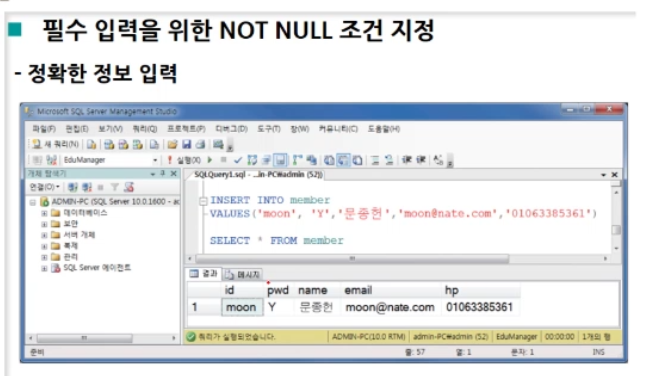 필수 입력을 위한 NOT NULL 조건 지정
- 정확한 정보 입력
Microsoft SQL Server Management Studio
파일(F) 편집(E) 보기(V) 쿼리(Q) 프로젝트(P) 디버그(D) 도구(T) 창(W) 커뮤니티(C) 도움말(H)
새 쿼리(N)
EduManager 실행(X)
개체 탐색기
SQLQuery1.sql - ...in-PC\admin (52))
연결(O)
ADMIN-PC (SQL Server 10.0.1600 - ac
데이터베이스
보안
서버 개체
복제
관리
SQL Server 에이전트
INSERT INTO member
VALUES('moon', 'Y','문종헌','moon@nate.com','01063385361')
SELECT * FROM member
결과 메시지
id pwd name email hp
1 moon Y 문종헌 moon@nate.com 01063385361
쿼리가 실행되었습니다. ADMIN-PC(10.0 RTM) admin-PC\admin (52) EduManager 00:00:00 1개의 행
준비 줄: 57 열: 1 문자: 1 INS